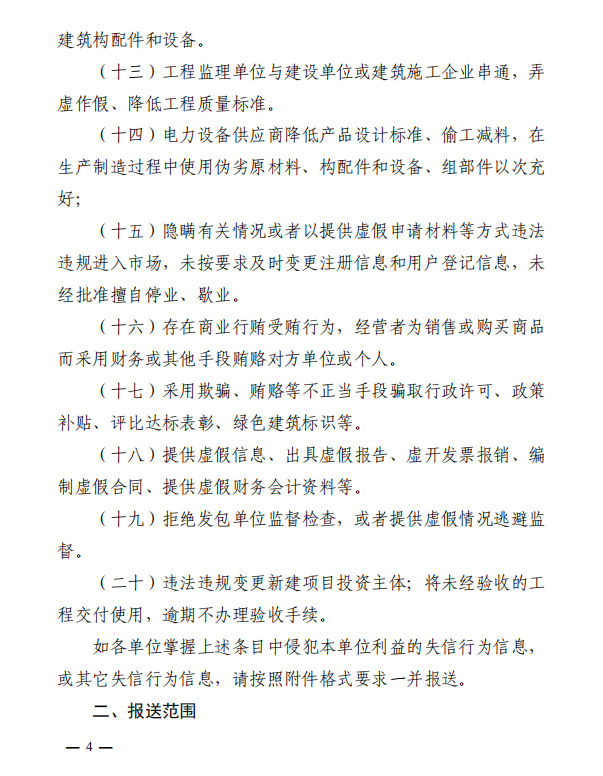 建筑构配件和设备。
（十三）工程监理单位与建设单位或建筑施工企业串通，弄
虚作假、降低工程质量标准。
（十四）电力设备供应商降低产品设计标准、偷工减料，在
生产制造过程中使用伪劣原材料、构配件和设备、组部件以次充
好；
（十五）隐瞒有关情况或者以提供虚假申请材料等方式违法
违规进入市场，未按要求及时变更注册信息和用户登记信息，未
经批准擅自停业、歇业。
（十六）存在商业行贿受贿行为，经营者为销售或购买商品
而采用财务或其他手段贿赂对方单位或个人。
（十七）采用欺骗、贿赂等不正当手段骗取行政许可、政策
补贴、评比达标表彰、绿色建筑标识等。
（十八）提供虚假信息、出具虚假报告、虚开发票报销、编
制虚假合同、提供虚假财务会计资料等。
（十九）拒绝发包单位监督检查，或者提供虚假情况逃避监
督。
（二十）违法违规变更新建项目投资主体；将未经验收的工
程交付使用，逾期不办理验收手续。
如各单位掌握上述条目中侵犯本单位利益的失信行为信息，
或其它失信行为信息，请按照附件格式要求一并报送。
二、报送范围
— 4 —